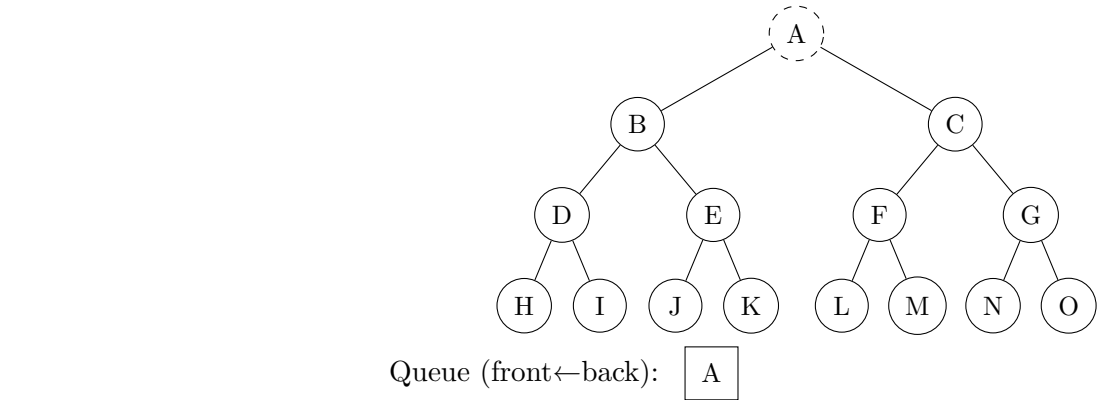 A
B C
D E F G
H I J K L M N O
Queue (front←back): A